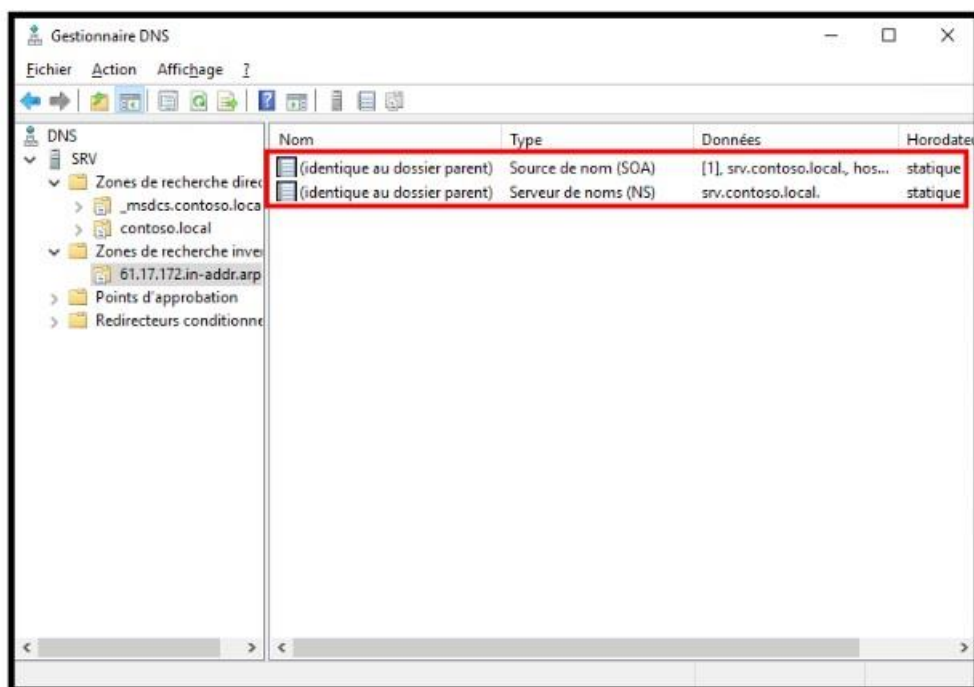 Gestionnaire DNS
Fichier Action Affichage ?
DNS
SRV
Zones de recherche direc
_msdcs.contoso.loca
contoso.local
Zones de recherche inver
61.17.172.in-addr.arp
Points d'approbation
Redirecteurs conditionne
Nom Type Données Horodate
(identique au dossier parent) Source de nom (SOA) [1], srv.contoso.local., hos... statique
(identique au dossier parent) Serveur de noms (NS) srv.contoso.local. statique